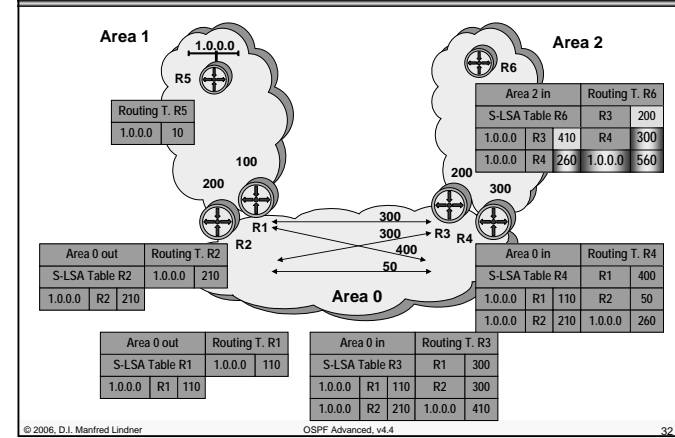 Area 1
Area 2
1.0.0.0
R5
R6
Routing T. R5
1.0.0.0 10
Area 2 in Routing T. R6
S-LSA Table R6 R3 200
1.0.0.0 R3 410 R4 300
1.0.0.0 R4 260 1.0.0.0 560
100
200
200
300
R1
R2
R3
R4
300
300
400
50
Area 0
Area 0 out Routing T. R2
S-LSA Table R2 1.0.0.0 210
1.0.0.0 R2 210
Area 0 in Routing T. R4
S-LSA Table R4 R1 400
1.0.0.0 R1 110 R2 50
1.0.0.0 R2 210 1.0.0.0 260
Area 0 out Routing T. R1
S-LSA Table R1 1.0.0.0 110
1.0.0.0 R1 110
Area 0 in Routing T. R3
S-LSA Table R3 R1 300
1.0.0.0 R1 110 R2 300
1.0.0.0 R2 210 1.0.0.0 410
© 2006, D.I. Manfred Lindner
OSPF Advanced, v4.4
32